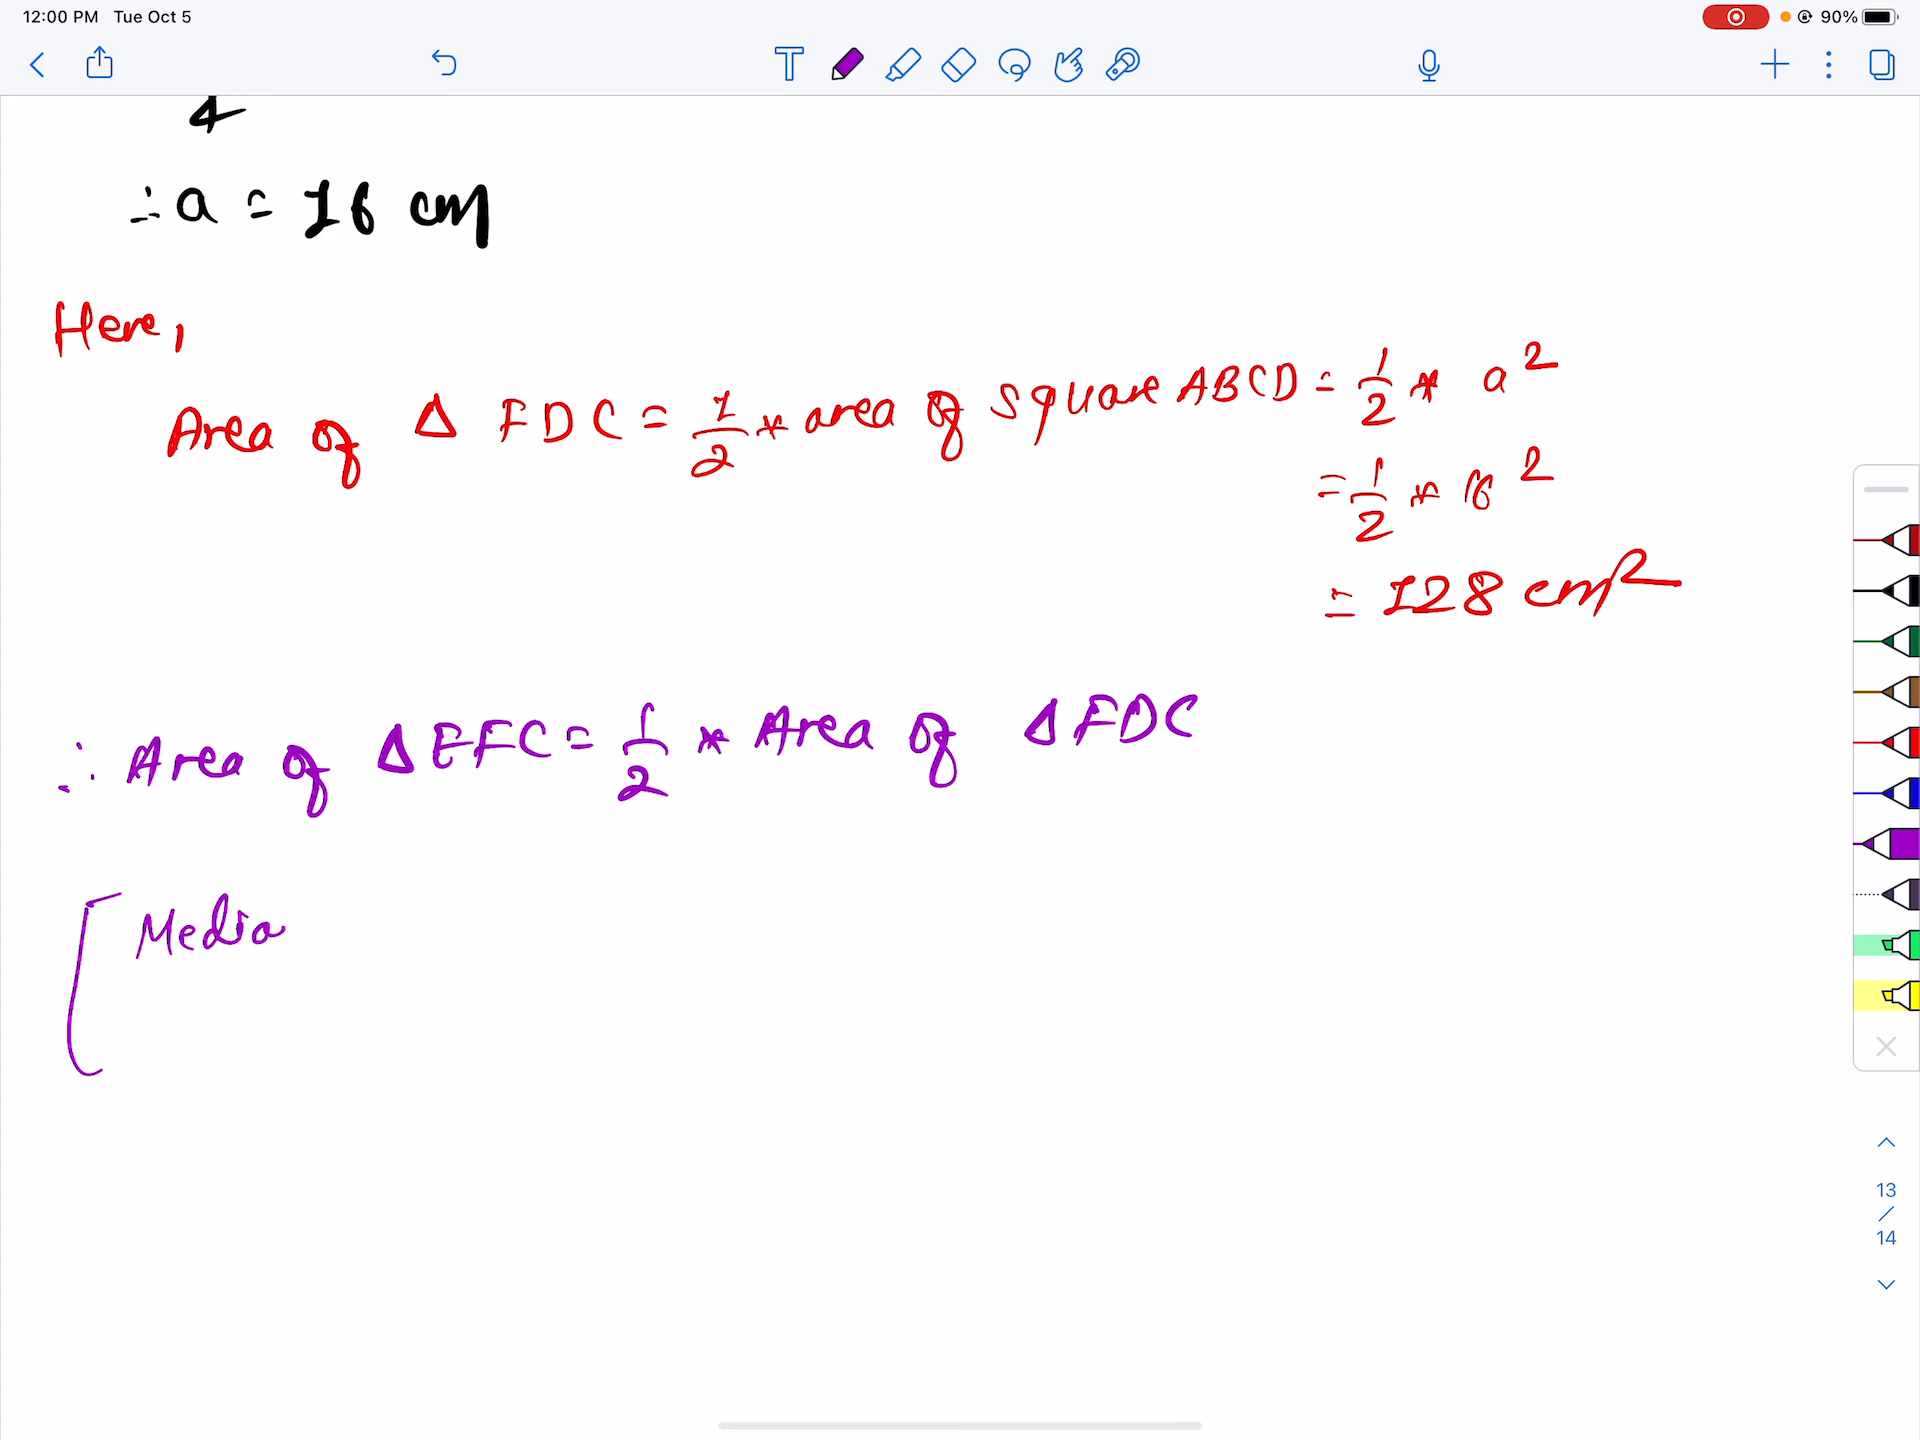 12:00 PM Tue Oct 5
90%
4
∴ a = 16 cm
Here,
Area of Δ FDC = 1/2 * area of square ABCD = 1/2 * a²
= 1/2 * 16²
= 128 cm²
∴ Area of Δ EFC = 1/2 * Area of Δ FDC
[ Media
13
/
14